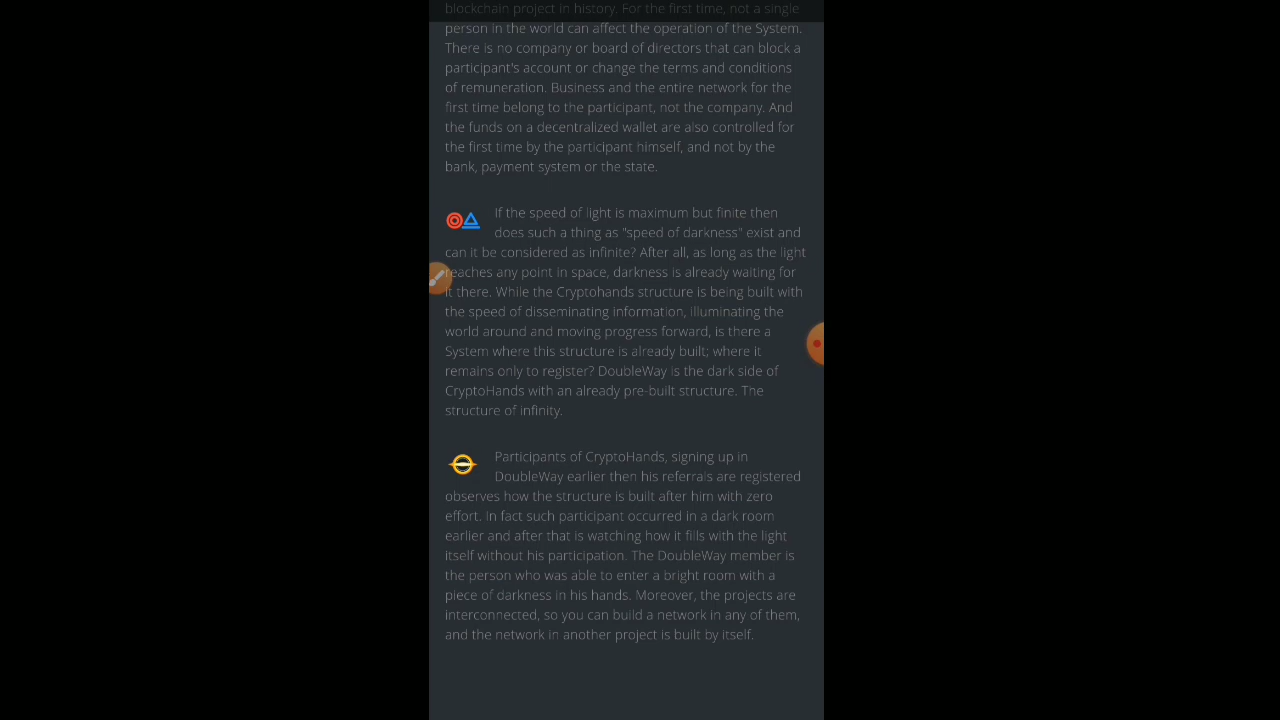 blockchain project in history. For the first time, not a single
person in the world can affect the operation of the System.
There is no company or board of directors that can block a
participant's account or change the terms and conditions
of remuneration. Business and the entire network for the
first time belong to the participant, not the company. And
the funds on a decentralized wallet are also controlled for
the first time by the participant himself, and not by the
bank, payment system or the state.
If the speed of light is maximum but finite then
does such a thing as "speed of darkness" exist and
can it be considered as infinite? After all, as long as the light
reaches any point in space, darkness is already waiting for
it there. While the Cryptohands structure is being built with
the speed of disseminating information, illuminating the
world around and moving progress forward, is there a
System where this structure is already built; where it
remains only to register? DoubleWay is the dark side of
CryptoHands with an already pre-built structure. The
structure of infinity.
Participants of CryptoHands, signing up in
DoubleWay earlier then his referrals are registered
observes how the structure is built after him with zero
effort. In fact such participant occurred in a dark room
earlier and after that is watching how it fills with the light
itself without his participation. The DoubleWay member is
the person who was able to enter a bright room with a
piece of darkness in his hands. Moreover, the projects are
interconnected, so you can build a network in any of them,
and the network in another project is built by itself.